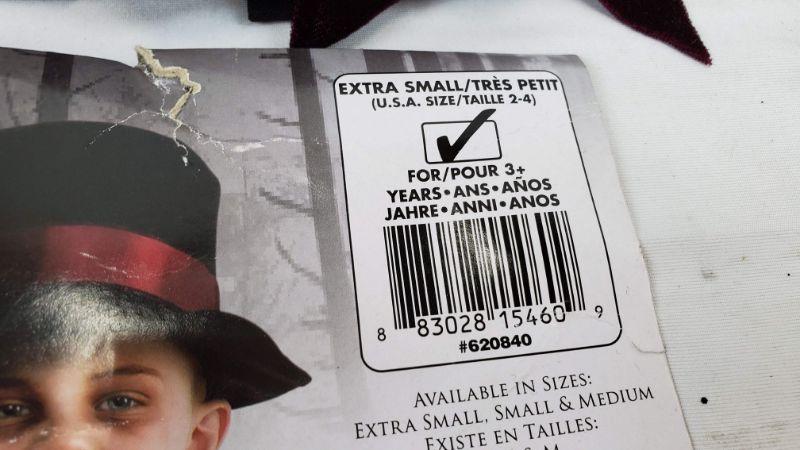 EXTRA SMALL/TRÈS PETIT
(U.S.A. SIZE/TAILLE 2-4)
FOR/POUR 3+
YEARS•ANS•AÑOS
JAHRE•ANNI•ANOS
8 83028 15460 9
#620840
AVAILABLE IN SIZES:
EXTRA SMALL, SMALL & MEDIUM
EXISTE EN TAILLES: